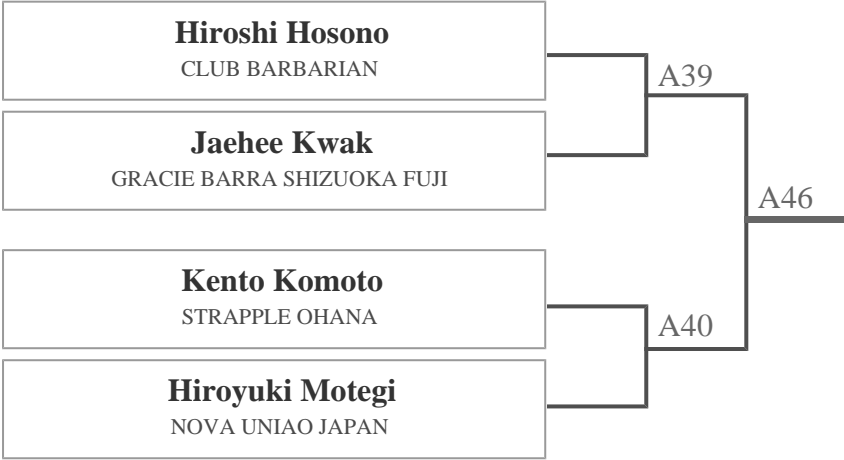 Hiroshi Hosono
CLUB BARBARIAN
A39
Jaehee Kwak
GRACIE BARRA SHIZUOKA FUJI
A46
Kento Komoto
STRAPPLE OHANA
A40
Hiroyuki Motegi
NOVA UNIAO JAPAN